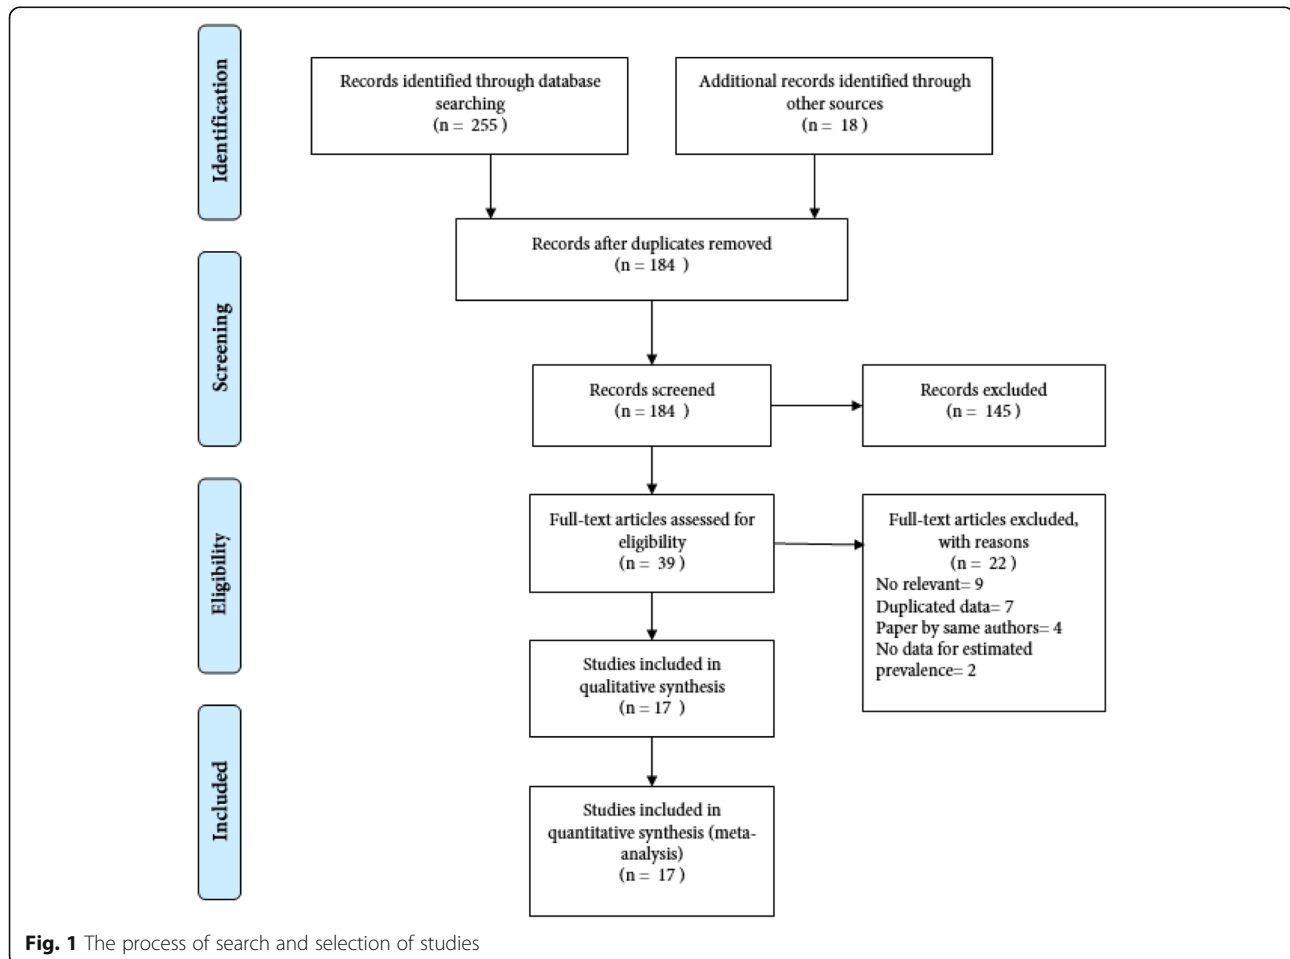 Identification
Records identified through database
searching
(n = 255 )
Additional records identified through
other sources
(n = 18 )
Records after duplicates removed
(n = 184 )
Screening
Records screened
(n = 184 )
Records excluded
(n = 145 )
Eligibility
Full-text articles assessed for
eligibility
(n = 39 )
Full-text articles excluded,
with reasons
(n = 22 )
No relevant= 9
Duplicated data= 7
Paper by same authors= 4
No data for estimated
prevalence= 2
Studies included in
qualitative synthesis
(n = 17 )
Included
Studies included in
quantitative synthesis (meta-
analysis)
(n = 17 )
Fig. 1 The process of search and selection of studies